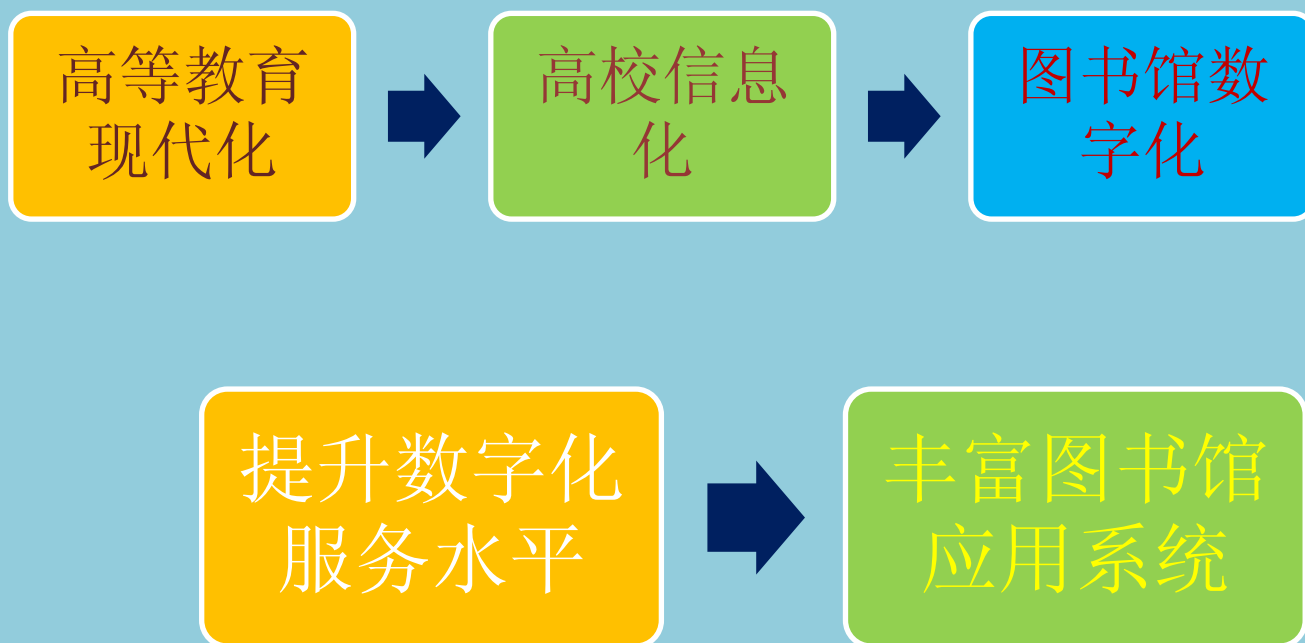 高等教育
现代化
高校信息
化
图书馆数
字化
提升数字化
服务水平
丰富图书馆
应用系统